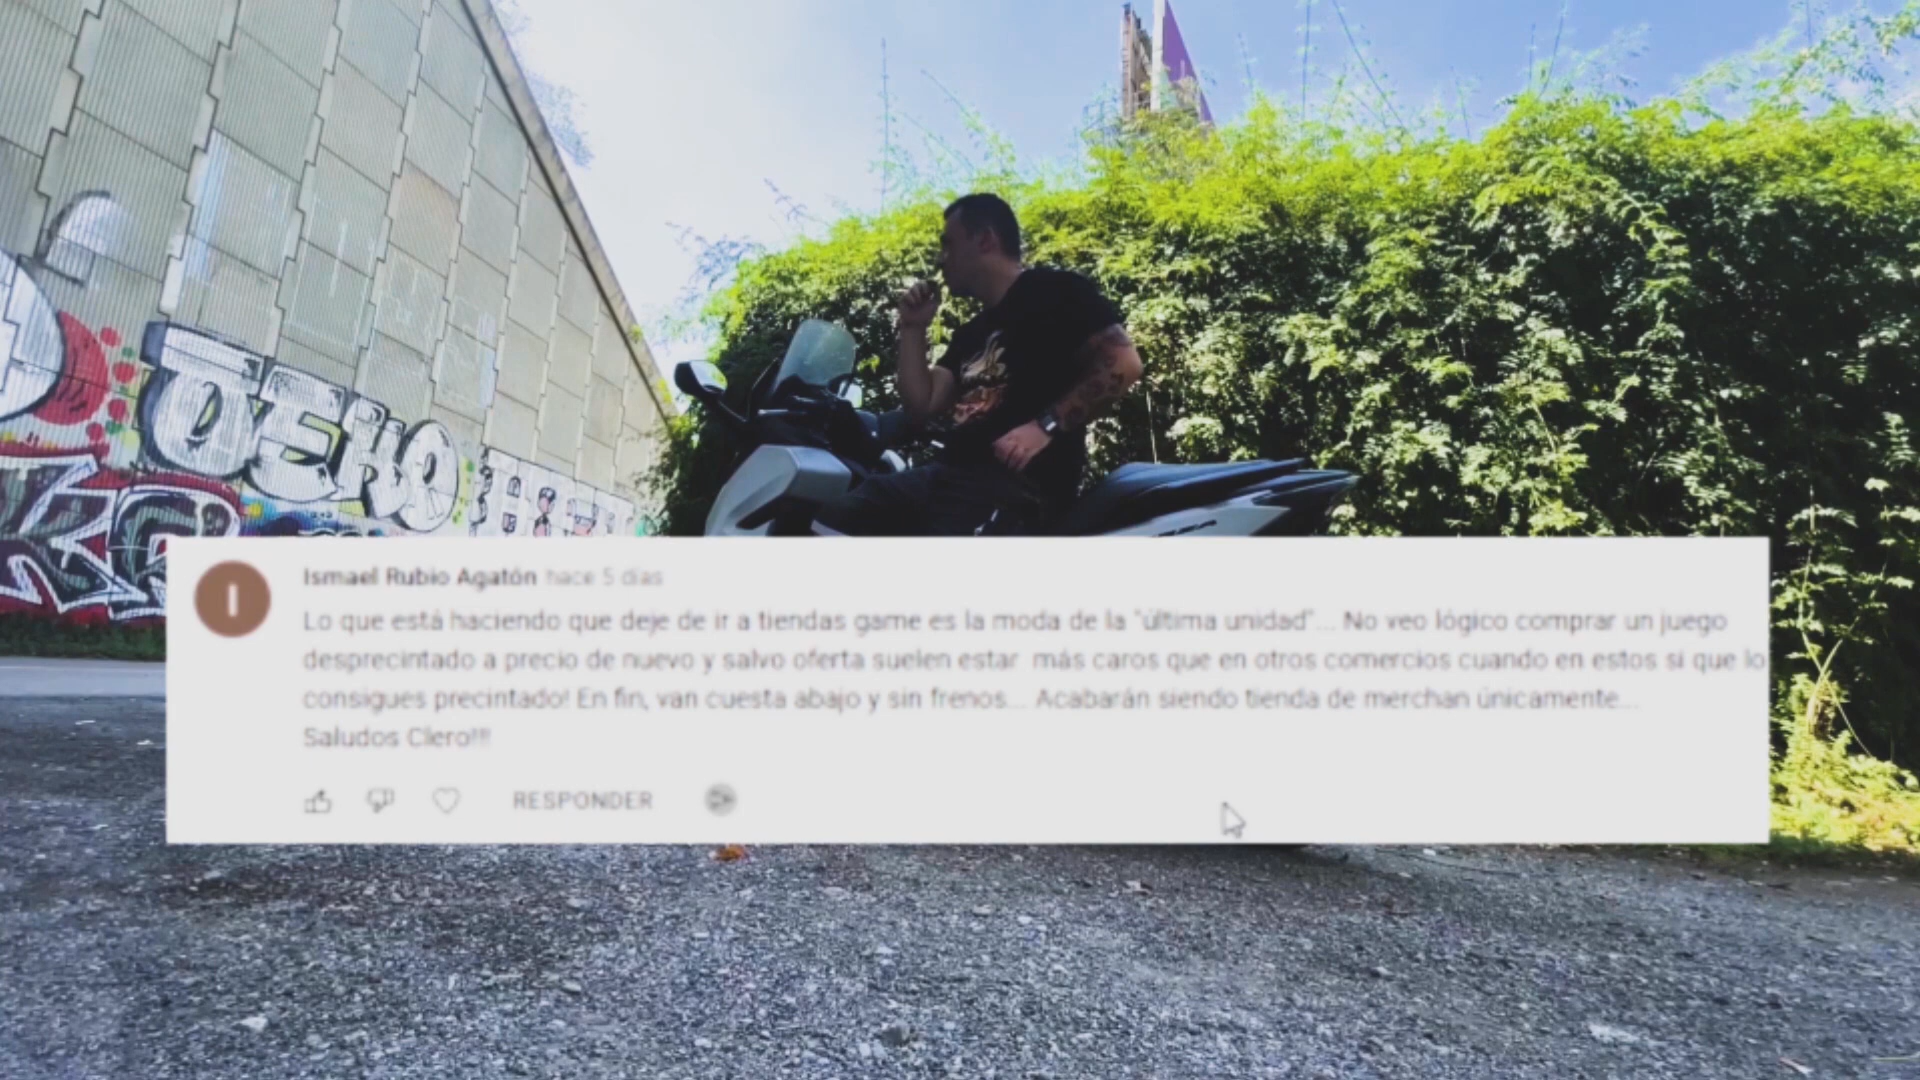 Ismael Rubio Agatón hace 5 días
Lo que está haciendo que deje de ir a tiendas game es la moda de la "última unidad"... No veo lógico comprar un juego
desprecintado a precio de nuevo y salvo oferta suelen estar más caros que en otros comercios cuando en estos si que lo
consigues precintado! En fin, van cuesta abajo y sin frenos... Acabarán siendo tienda de merchan únicamente...
Saludos Clero!!!
RESPONDER